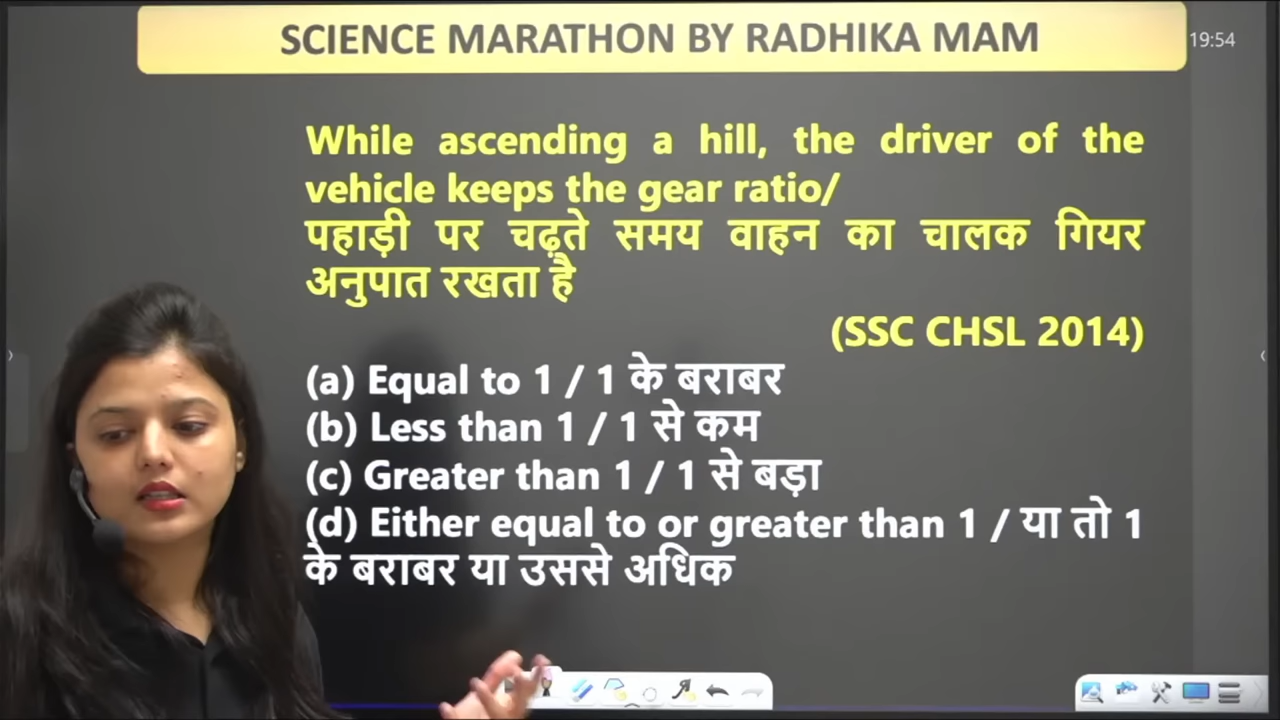 SCIENCE MARATHON BY RADHIKA MAM
19:54
While ascending a hill, the driver of the
vehicle keeps the gear ratio/
पहाड़ी पर चढ़ते समय वाहन का चालक गियर
अनुपात रखता है
(SSC CHSL 2014)
(a) Equal to 1 / 1 के बराबर
(b) Less than 1 / 1 से कम
(c) Greater than 1 / 1 से बड़ा
(d) Either equal to or greater than 1 / या तो 1
के बराबर या उससे अधिक